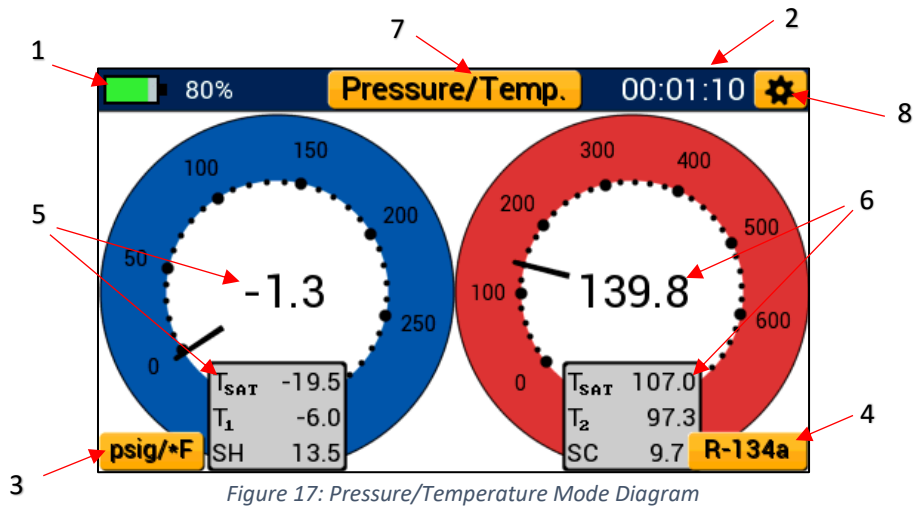 7
2
1
80%
Pressure/Temp.
00:01:10
8
150
100
200
50
250
0
5
-1.3
300
400
200
500
100
600
0
6
139.8
TSAT -19.5
T1 -6.0
SH 13.5
TSAT 107.0
T2 97.3
SC 9.7
psig/*F
R-134a
4
3
Figure 17: Pressure/Temperature Mode Diagram